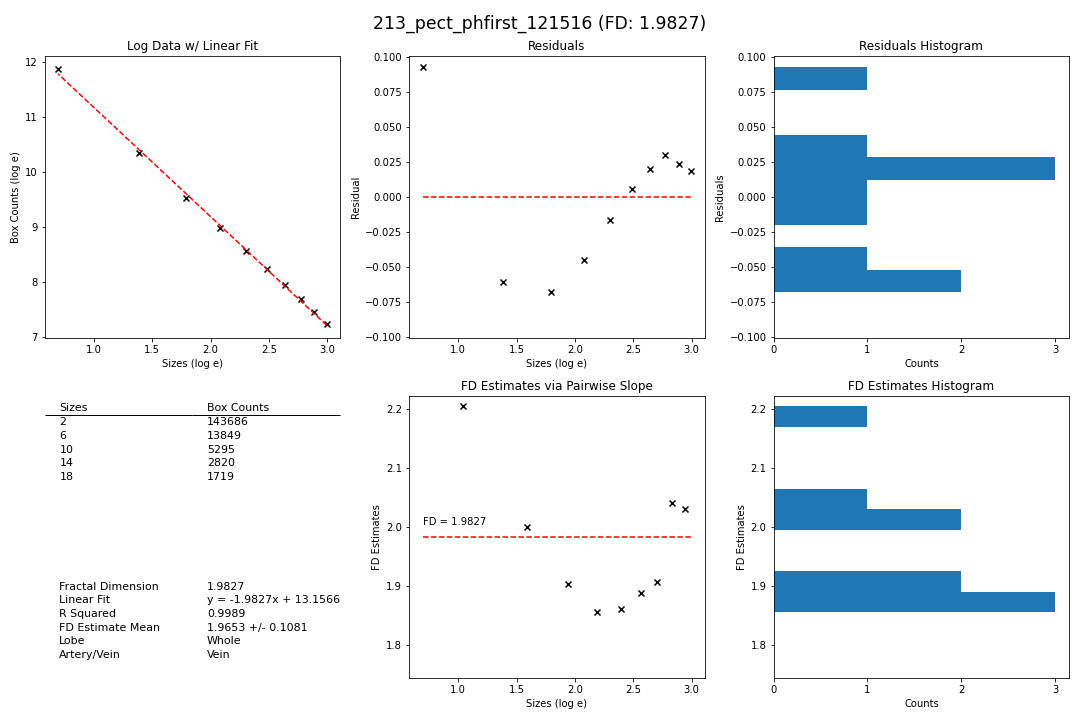 213_pect_phfirst_121516 (FD: 1.9827)
Log Data w/ Linear Fit
12
11
10
9
8
7
Box Counts (log e)
1.0 1.5 2.0 2.5 3.0
Sizes (log e)
Residuals
0.100
0.075
0.050
0.025
0.000
−0.025
−0.050
−0.075
−0.100
Residual
1.0 1.5 2.0 2.5 3.0
Sizes (log e)
Residuals Histogram
0.100
0.075
0.050
0.025
0.000
−0.025
−0.050
−0.075
−0.100
Residuals
0 1 2 3
Counts
Sizes Box Counts
2 143686
6 13849
10 5295
14 2820
18 1719
Fractal Dimension 1.9827
Linear Fit y = -1.9827x + 13.1566
R Squared 0.9989
FD Estimate Mean 1.9653 +/- 0.1081
Lobe Whole
Artery/Vein Vein
FD Estimates via Pairwise Slope
2.2
2.1
2.0
1.9
1.8
FD Estimates
FD = 1.9827
1.0 1.5 2.0 2.5 3.0
Sizes (log e)
FD Estimates Histogram
2.2
2.1
2.0
1.9
1.8
FD Estimates
0 1 2 3
Counts